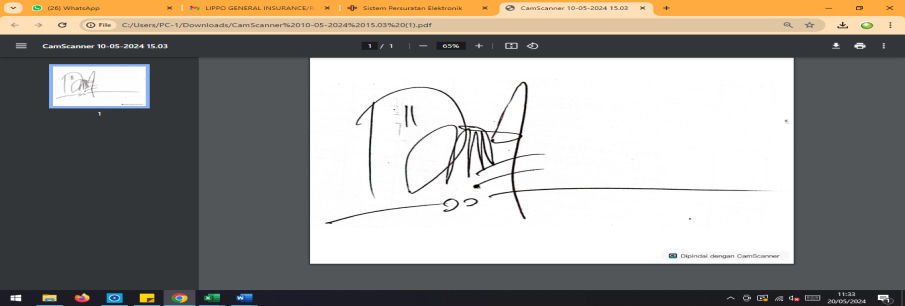 (26) WhatsApp
LIPPO GENERAL INSURANCE/F
Sistem Persuratan Elektronik
CamScanner 10-05-2024 15.03
File
C:/Users/PC-1/Downloads/CamScanner%2010-05-2024%2015.03%20(1).pdf
CamScanner 10-05-2024 15.03
1 / 1
65%
1
Dipindai dengan CamScanner
11:33
20/05/2024